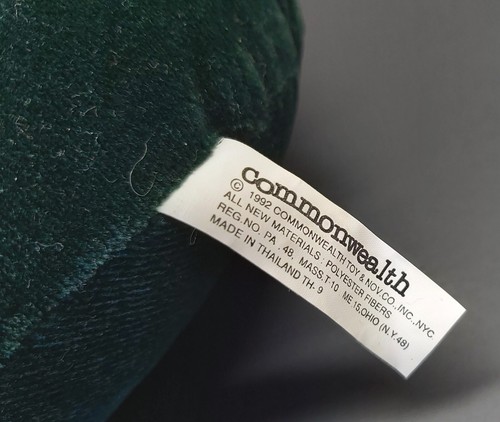 commonwealth
© 1992 COMMONWEALTH TOY & NOV.CO.,INC.,NYC
ALL NEW MATERIALS : POLYESTER FIBERS
REG.NO. PA : 48, MASS.T-10 ME 15,OHIO (N.Y.49)
MADE IN THAILAND TH- 9